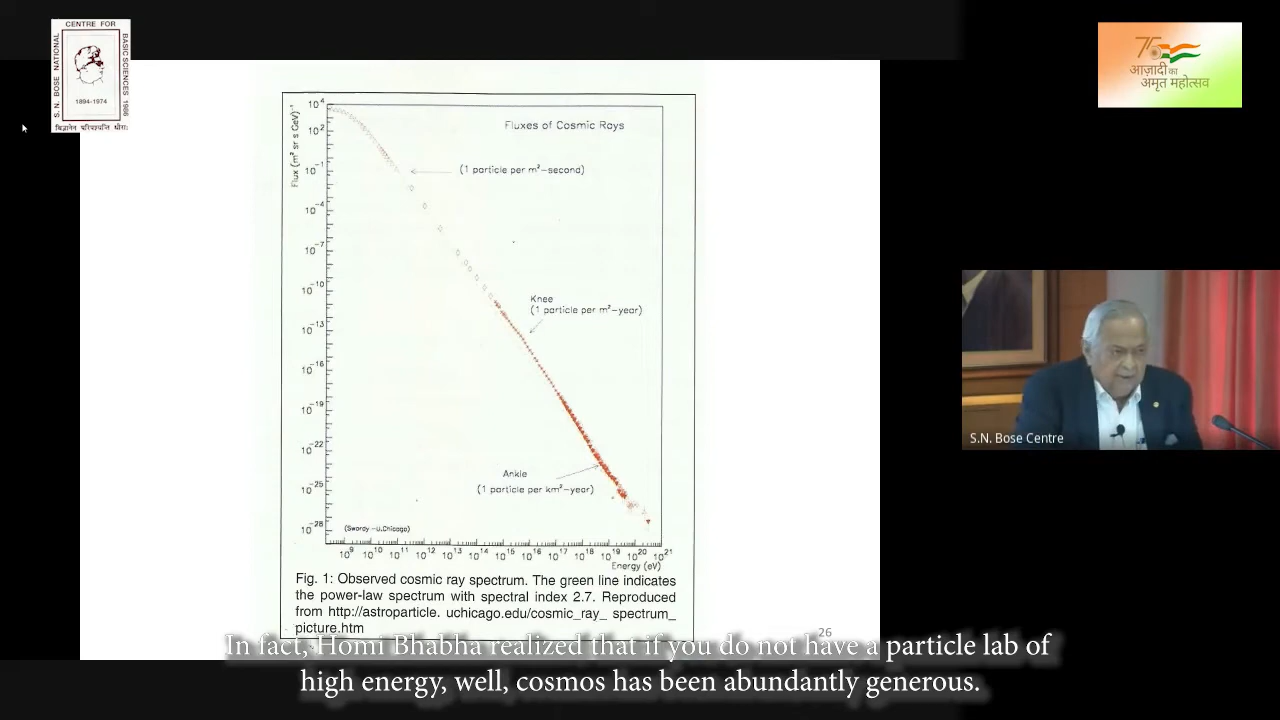 CENTRE FOR
BASIC SCIENCES 1986
S. N. BOSE NATIONAL
1894-1974
75
आज़ादी का
अमृत महोत्सव
Fluxes of Cosmic Rays
Flux (m² sr s GeV)⁻¹
10⁴
10²
10⁻¹
10⁻⁴
10⁻⁷
10⁻¹⁰
10⁻¹³
10⁻¹⁶
10⁻¹⁹
10⁻²²
10⁻²⁵
10⁻²⁸
(1 particle per m²-second)
Knee
(1 particle per m²-year)
Ankle
(1 particle per km²-year)
(Swordy -U.Chicago)
10⁹ 10¹⁰ 10¹¹ 10¹² 10¹³ 10¹⁴ 10¹⁵ 10¹⁶ 10¹⁷ 10¹⁸ 10¹⁹ 10²⁰ 10²¹
Energy (eV)
Fig. 1: Observed cosmic ray spectrum. The green line indicates
the power-law spectrum with spectral index 2.7. Reproduced
from http://astroparticle. uchicago.edu/cosmic_ray_ spectrum_
picture.htm
26
S.N. Bose Centre
In fact, Homi Bhabha realized that if you do not have a particle lab of
high energy, well, cosmos has been abundantly generous.